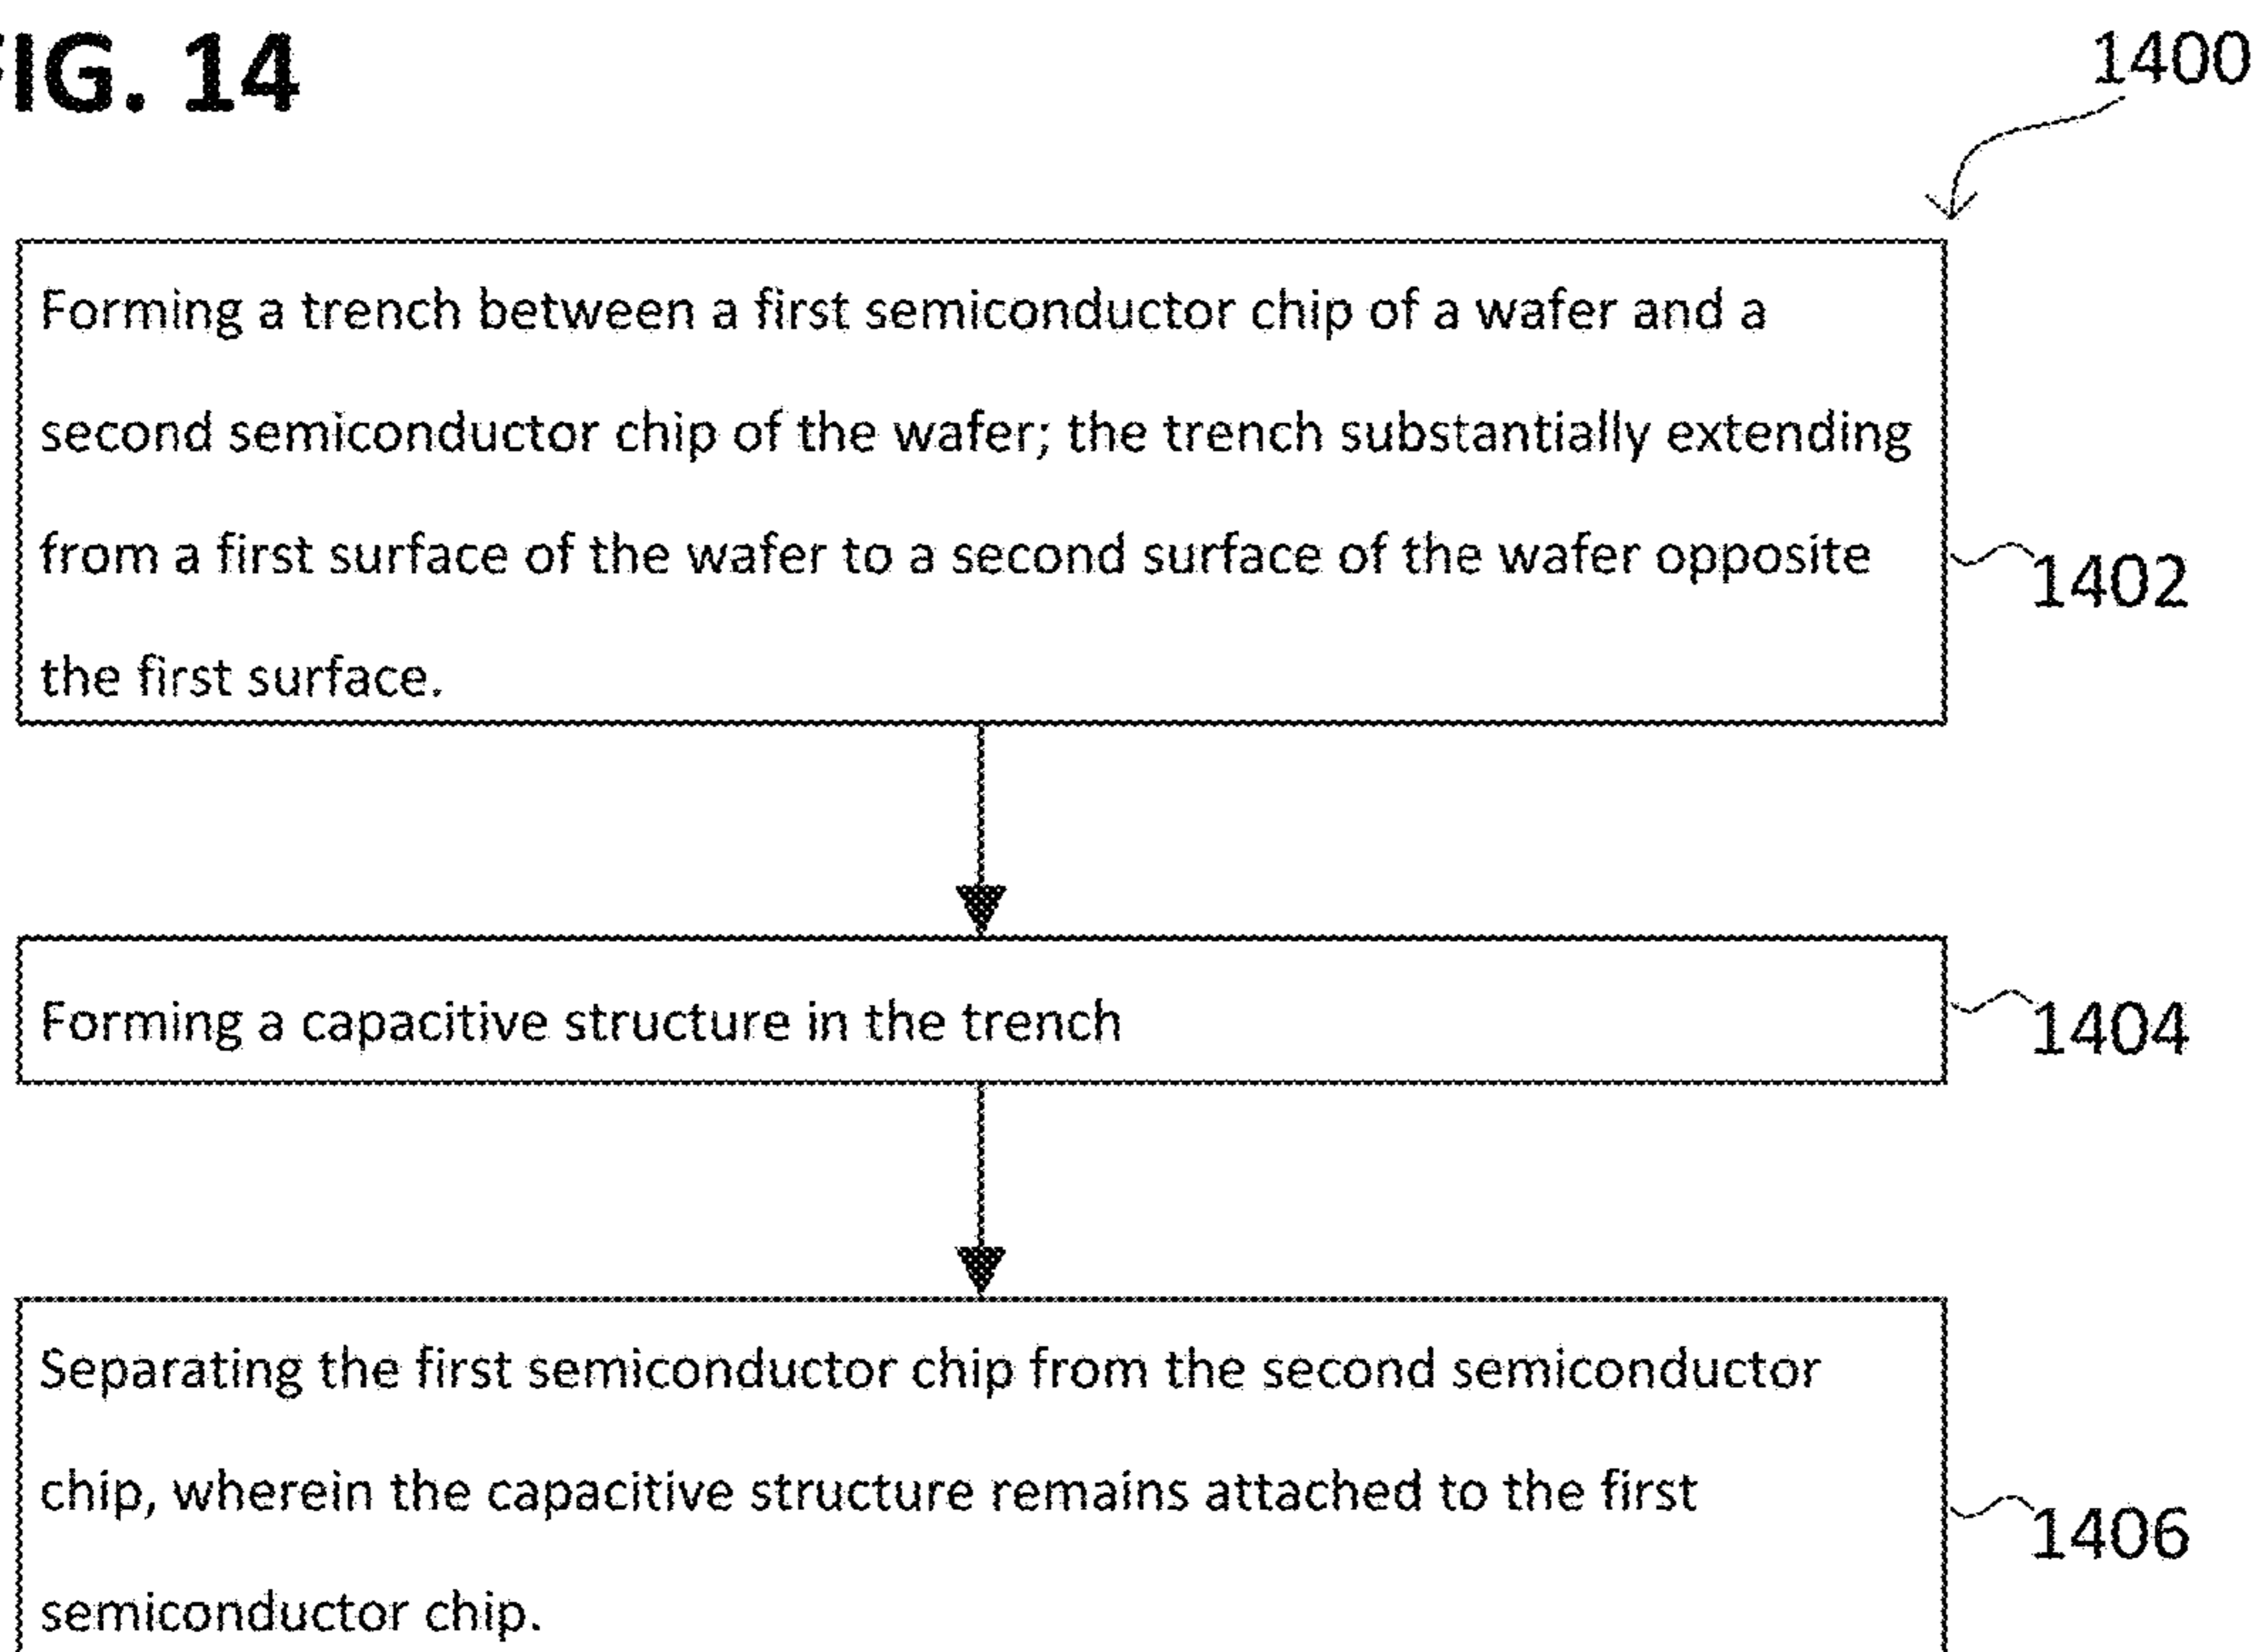 FIG. 14
1400
Forming a trench between a first semiconductor chip of a wafer and a
second semiconductor chip of the wafer; the trench substantially extending
from a first surface of the wafer to a second surface of the wafer opposite
the first surface.
1402
Forming a capacitive structure in the trench
1404
Separating the first semiconductor chip from the second semiconductor
chip, wherein the capacitive structure remains attached to the first
semiconductor chip.
1406